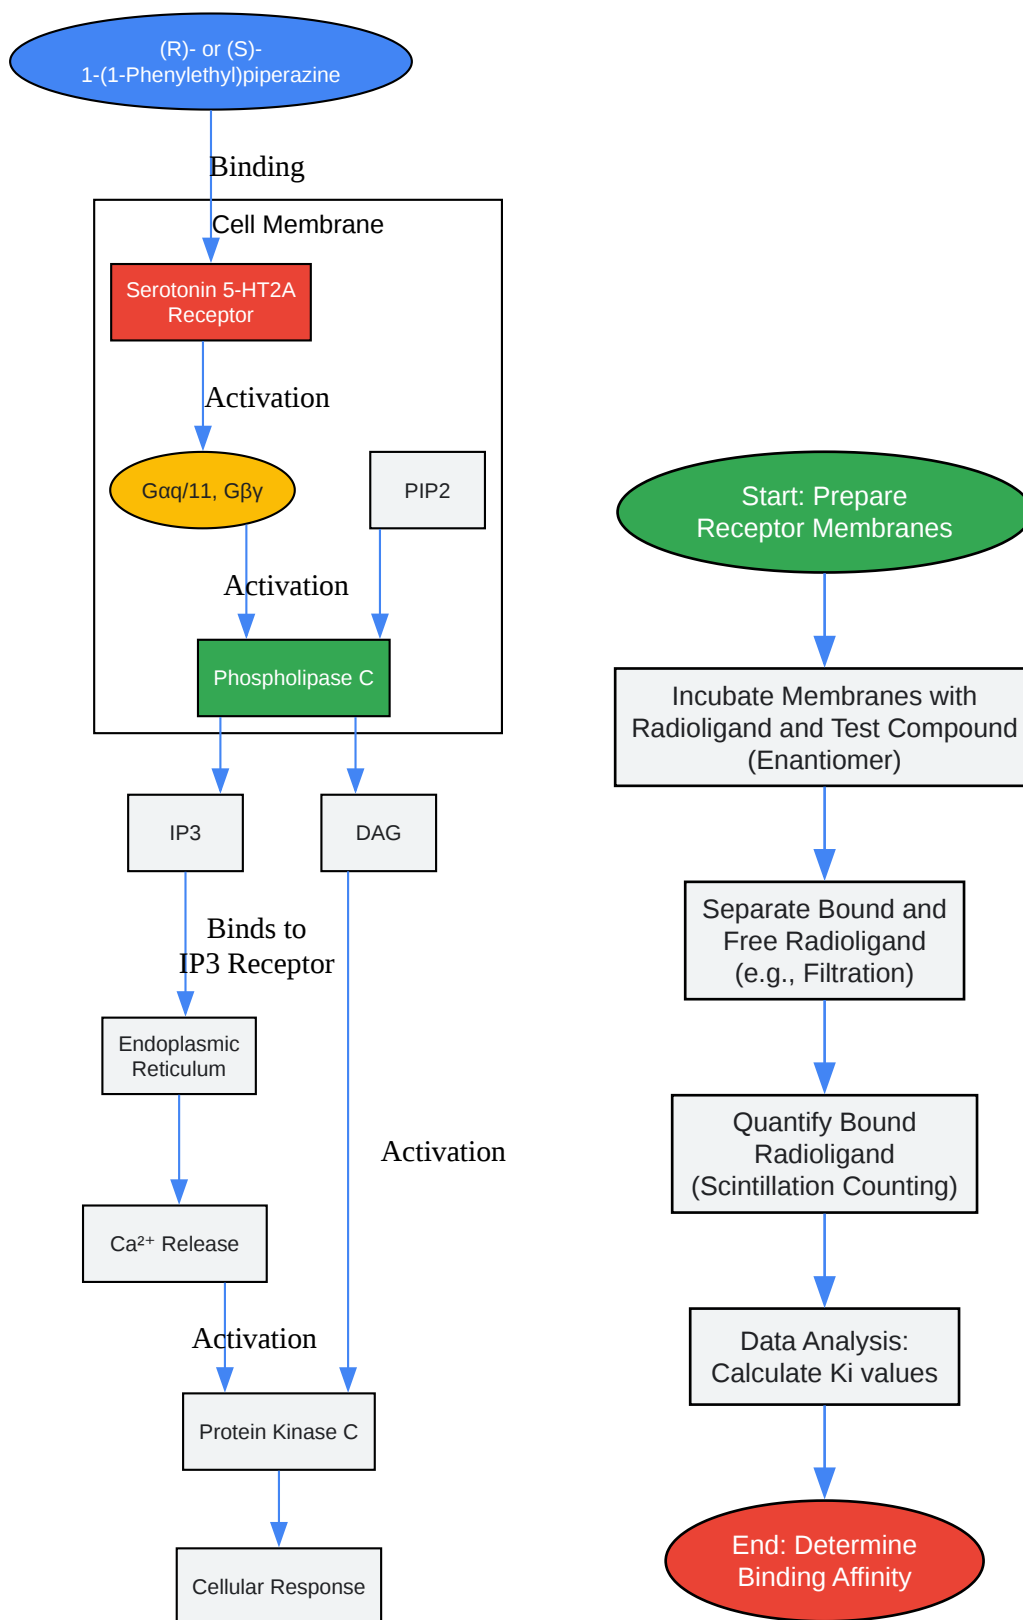 (R)- or (S)-
1-(1-Phenylethyl)piperazine
Binding
Cell Membrane
Serotonin 5-HT2A
Receptor
Activation
Gαq/11, Gβγ
PIP2
Activation
Phospholipase C
IP3
DAG
Binds to
IP3 Receptor
Endoplasmic
Reticulum
Activation
Ca²⁺ Release
Activation
Protein Kinase C
Cellular Response
Start: Prepare
Receptor Membranes
Incubate Membranes with
Radioligand and Test Compound
(Enantiomer)
Separate Bound and
Free Radioligand
(e.g., Filtration)
Quantify Bound
Radioligand
(Scintillation Counting)
Data Analysis:
Calculate Ki values
End: Determine
Binding Affinity